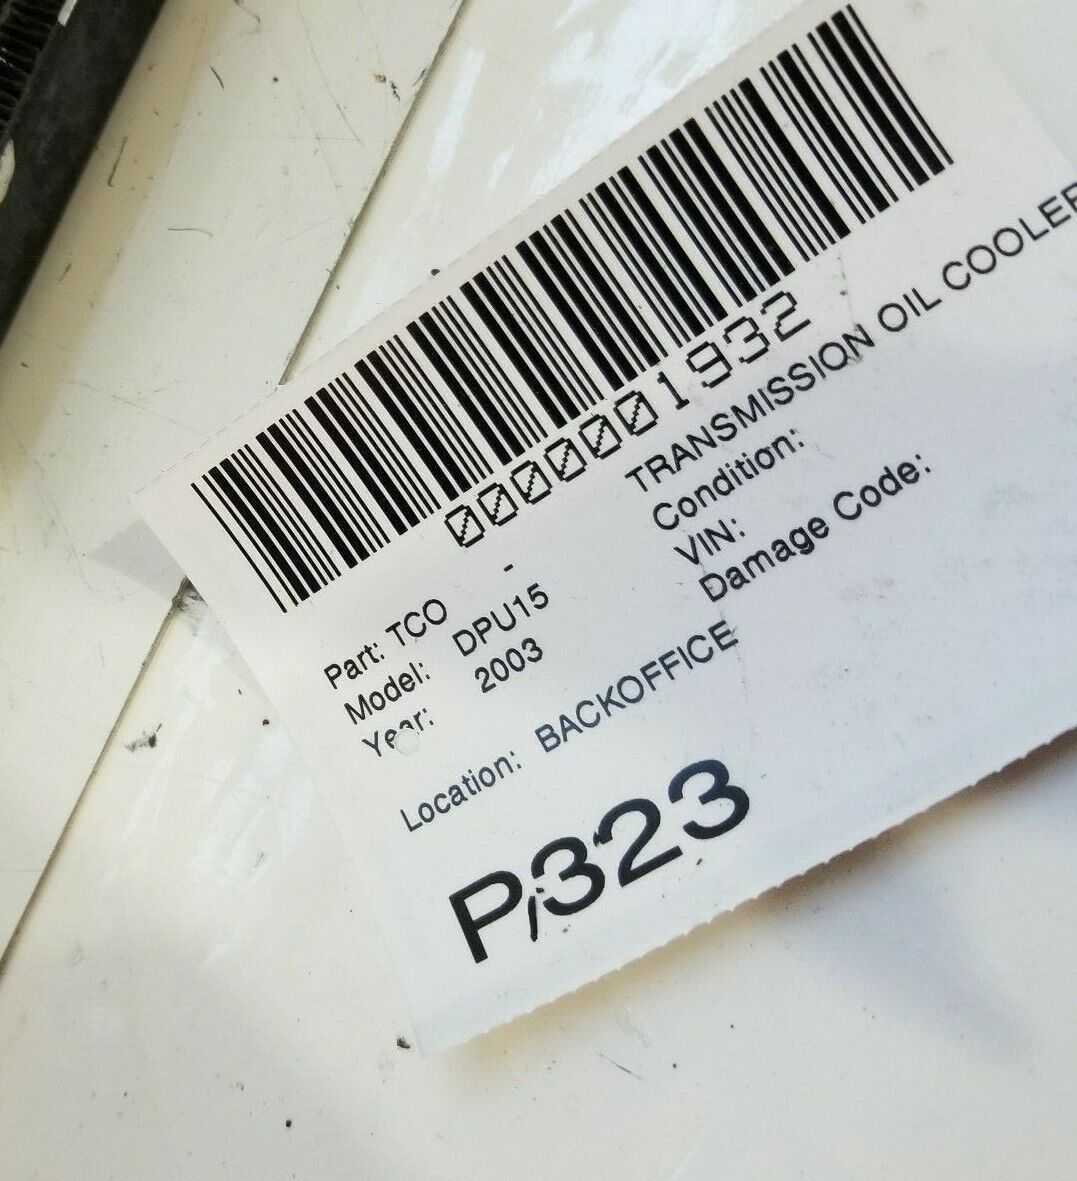 0000001932
Part: TCO - TRANSMISSION OIL COOLER
Model: DPU15 Condition:
Year: 2003 VIN:
Damage Code:
Location: BACKOFFICE
P323